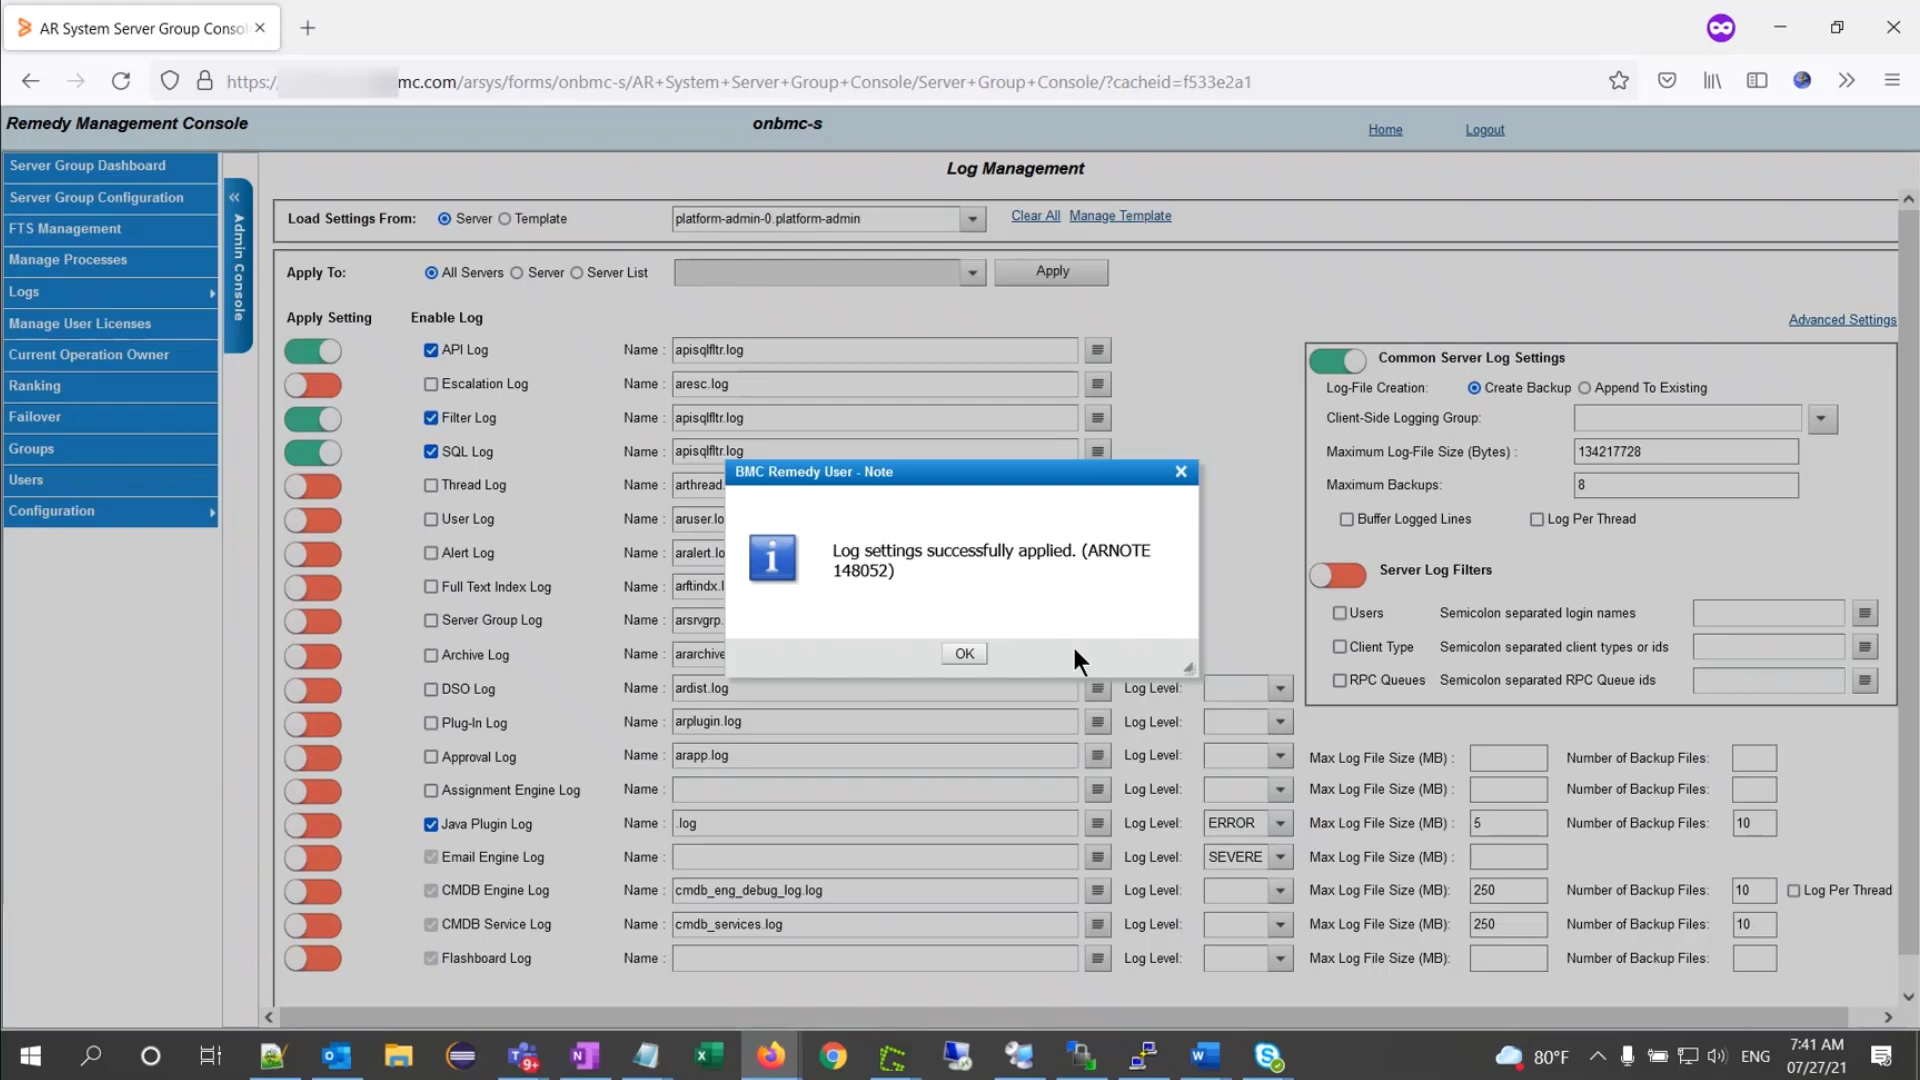 AR System Server Group Consol
https:// mc.com/arsys/forms/onbmc-s/AR+System+Server+Group+Console/Server+Group+Console/?cacheid=f533e2a1
Remedy Management Console
onbmc-s
Home
Logout
Server Group Dashboard
Server Group Configuration
FTS Management
Manage Processes
Logs
Manage User Licenses
Current Operation Owner
Ranking
Failover
Groups
Users
Configuration
Admin Console
Log Management
Load Settings From: Server Template platform-admin-0.platform-admin Clear All Manage Template
Apply To: All Servers Server Server List Apply
Apply Setting Enable Log Advanced Settings
API Log Name : apisqlfltr.log
Escalation Log Name : aresc.log
Filter Log Name : apisqlfltr.log
SQL Log Name : apisqlfltr.log
Thread Log Name : arthread.
User Log Name : aruser.lo
Alert Log Name : aralert.lo
Full Text Index Log Name : arftindx.l
Server Group Log Name : arsrvgrp.
Archive Log Name : ararchive
DSO Log Name : ardist.log Log Level:
Plug-In Log Name : arplugin.log Log Level:
Approval Log Name : arapp.log Log Level: Max Log File Size (MB) : Number of Backup Files:
Assignment Engine Log Name : Log Level: Max Log File Size (MB) : Number of Backup Files:
Java Plugin Log Name : .log Log Level: ERROR Max Log File Size (MB) : 5 Number of Backup Files: 10
Email Engine Log Name : Log Level: SEVERE Max Log File Size (MB) :
CMDB Engine Log Name : cmdb_eng_debug_log.log Log Level: Max Log File Size (MB): 250 Number of Backup Files: 10 Log Per Thread
CMDB Service Log Name : cmdb_services.log Log Level: Max Log File Size (MB): 250 Number of Backup Files: 10
Flashboard Log Name : Log Level: Max Log File Size (MB): Number of Backup Files:
Common Server Log Settings
Log-File Creation: Create Backup Append To Existing
Client-Side Logging Group:
Maximum Log-File Size (Bytes) : 134217728
Maximum Backups: 8
Buffer Logged Lines Log Per Thread
Server Log Filters
Users Semicolon separated login names
Client Type Semicolon separated client types or ids
RPC Queues Semicolon separated RPC Queue ids
BMC Remedy User - Note
Log settings successfully applied. (ARNOTE
148052)
OK
80°F
ENG
7:41 AM
07/27/21